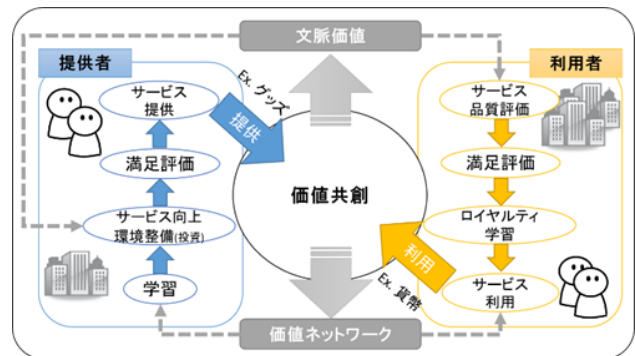 文脈価値
提供者
利用者
サービス
提供
満足評価
サービス向上
環境整備(投資)
学習
Ex. グッズ
提供
価値共創
利用
Ex. 貨幣
サービス
品質評価
満足評価
ロイヤルティ
学習
サービス
利用
価値ネットワーク